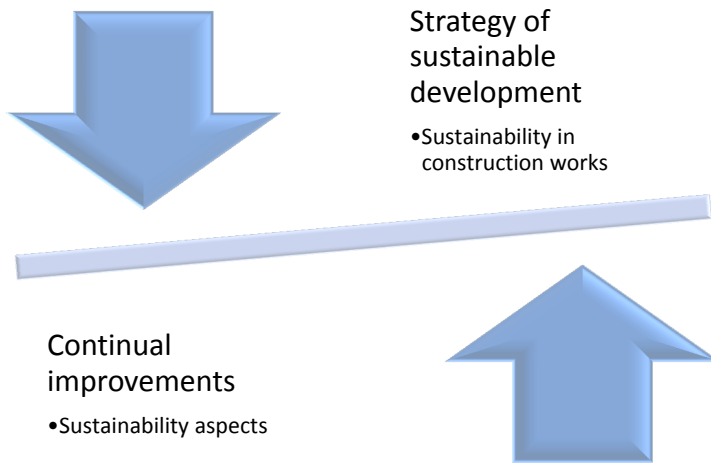 Strategy of
sustainable
development
•Sustainability in
construction works
Continual
improvements
•Sustainability aspects